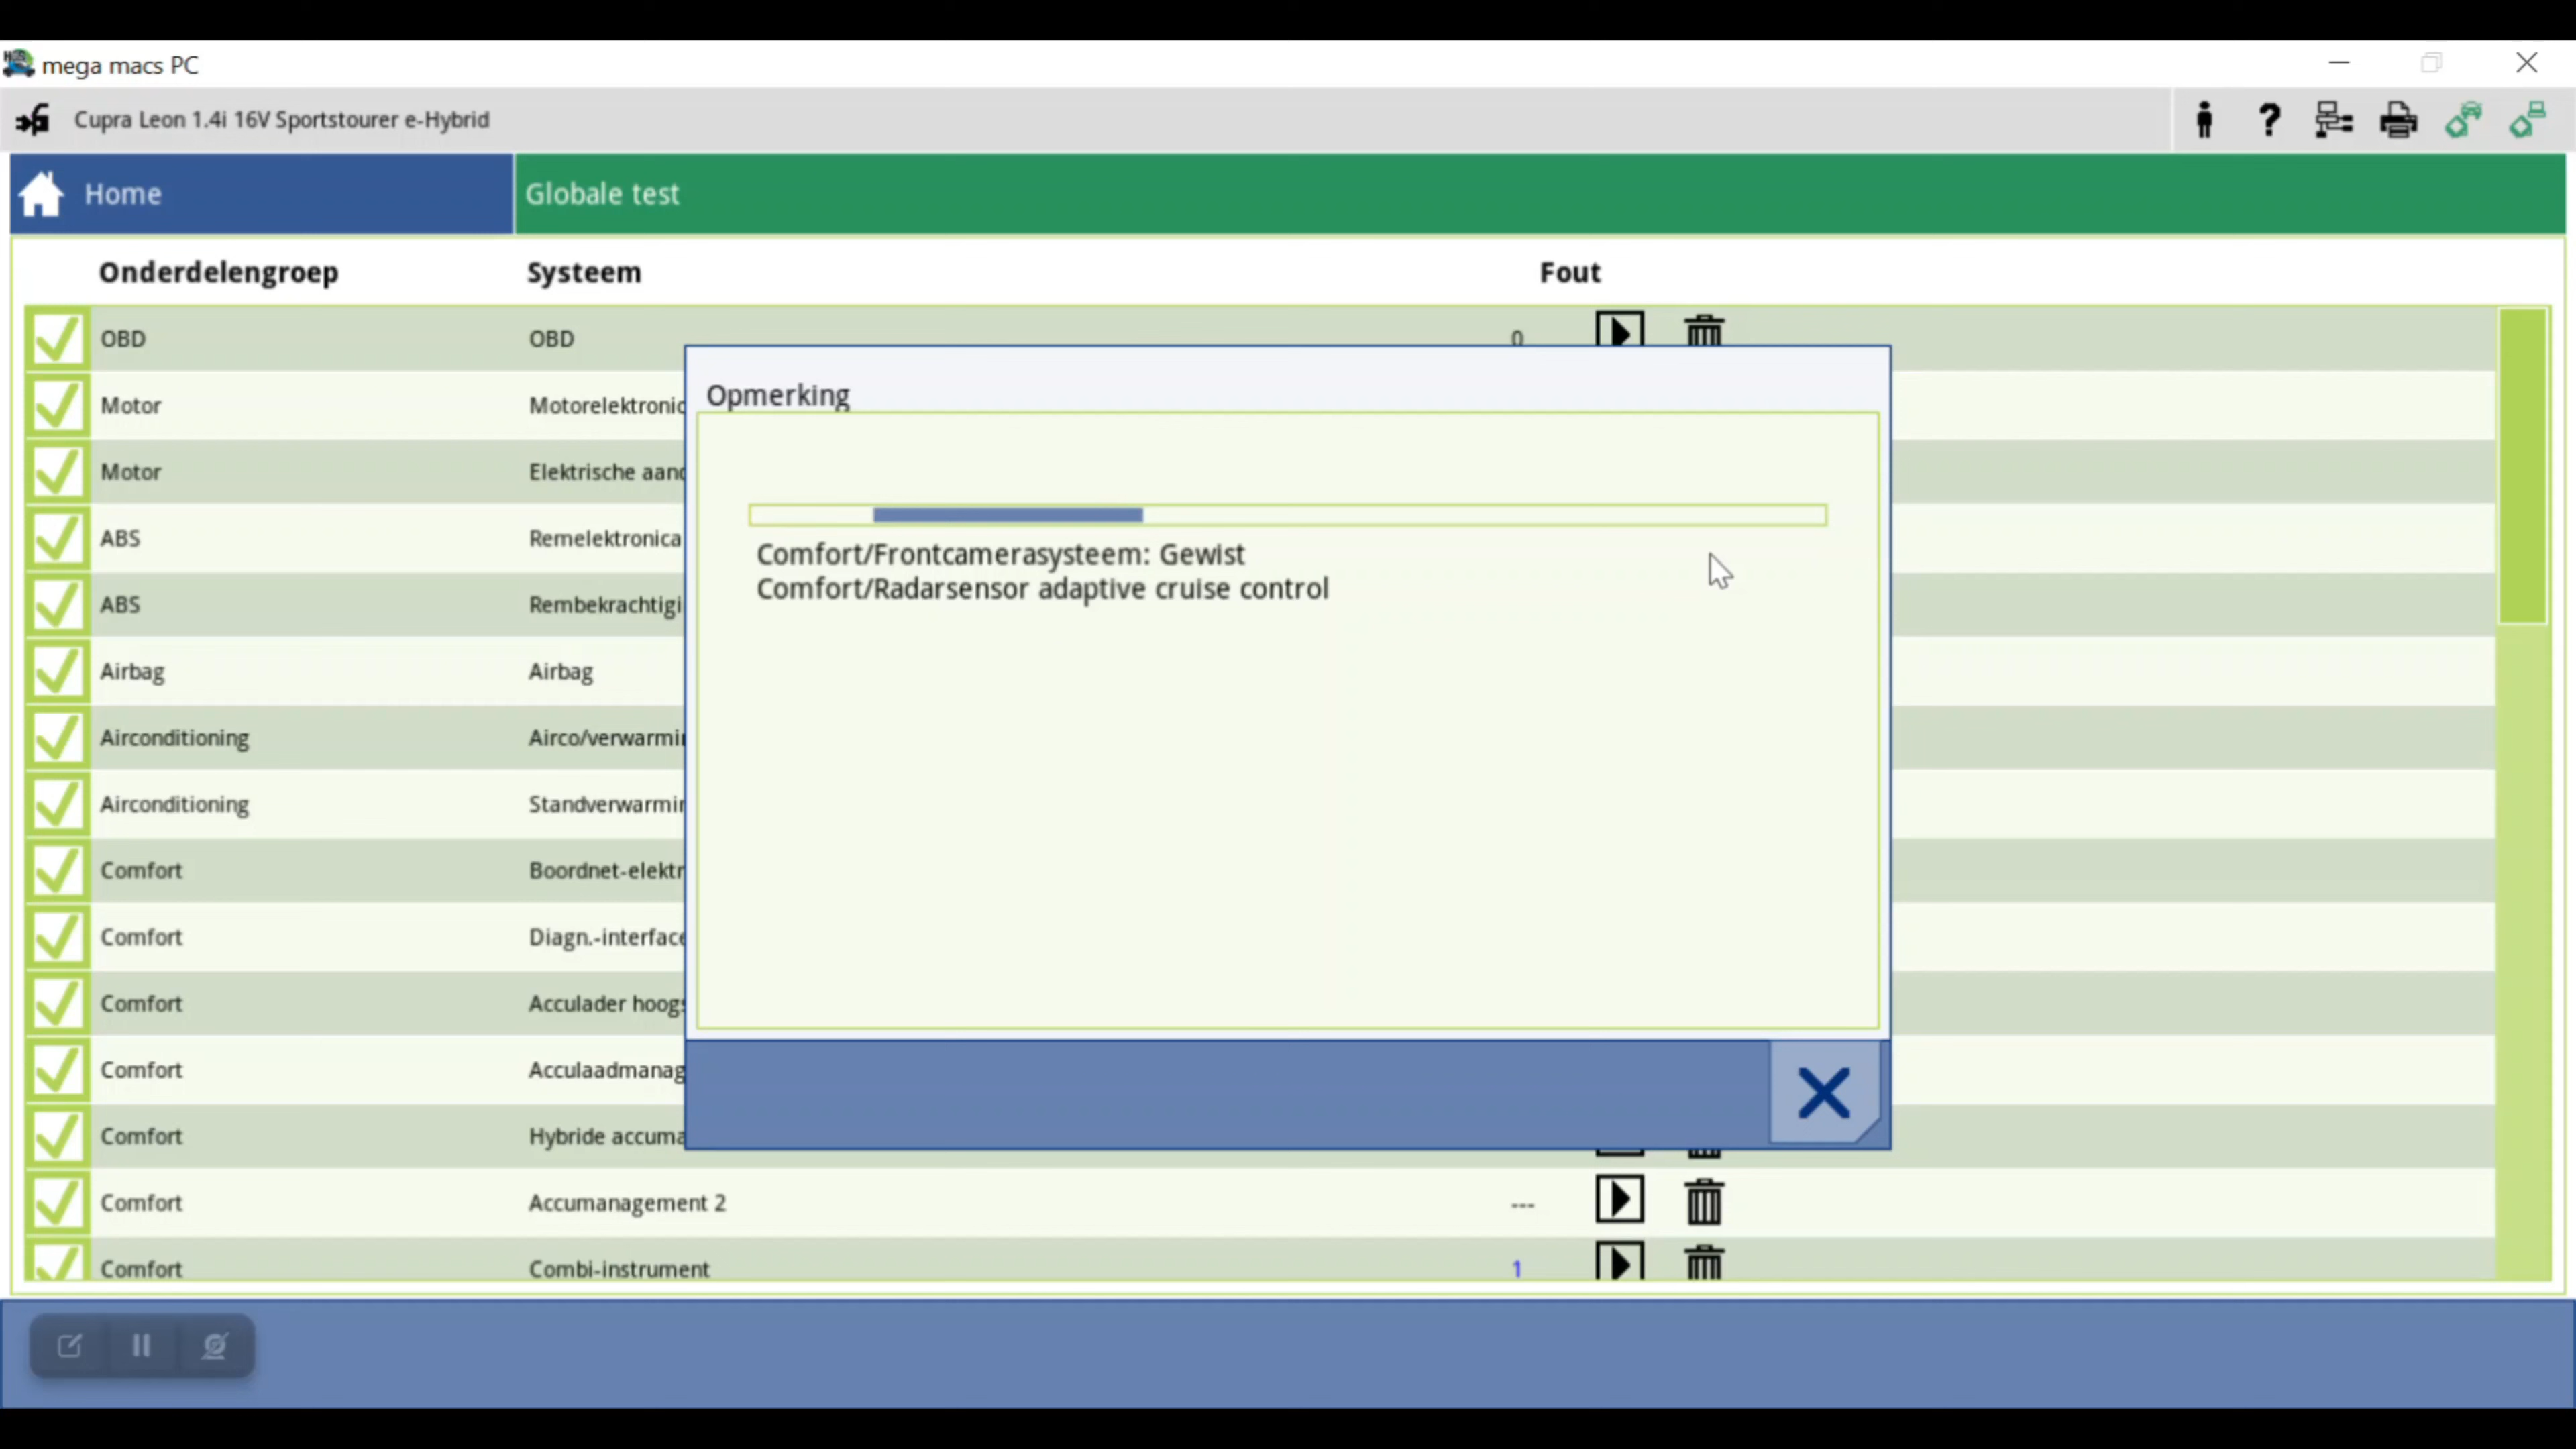 mega macs PC
Cupra Leon 1.4i 16V Sportstourer e-Hybrid
Home
Globale test
Onderdelengroep Systeem Fout
OBD OBD 0
Motor Motorelektronic
Motor Elektrische aand
ABS Remelektronica
ABS Rembekrachtigi
Airbag Airbag
Airconditioning Airco/verwarmi
Airconditioning Standverwarmi
Comfort Boordnet-elektr
Comfort Diagn.-interface
Comfort Acculader hoogs
Comfort Acculaadmanag
Comfort Hybride accuma
Comfort Accumanagement 2 ---
Comfort Combi-instrument 1
Opmerking
Comfort/Frontcamerasysteem: Gewist
Comfort/Radarsensor adaptive cruise control